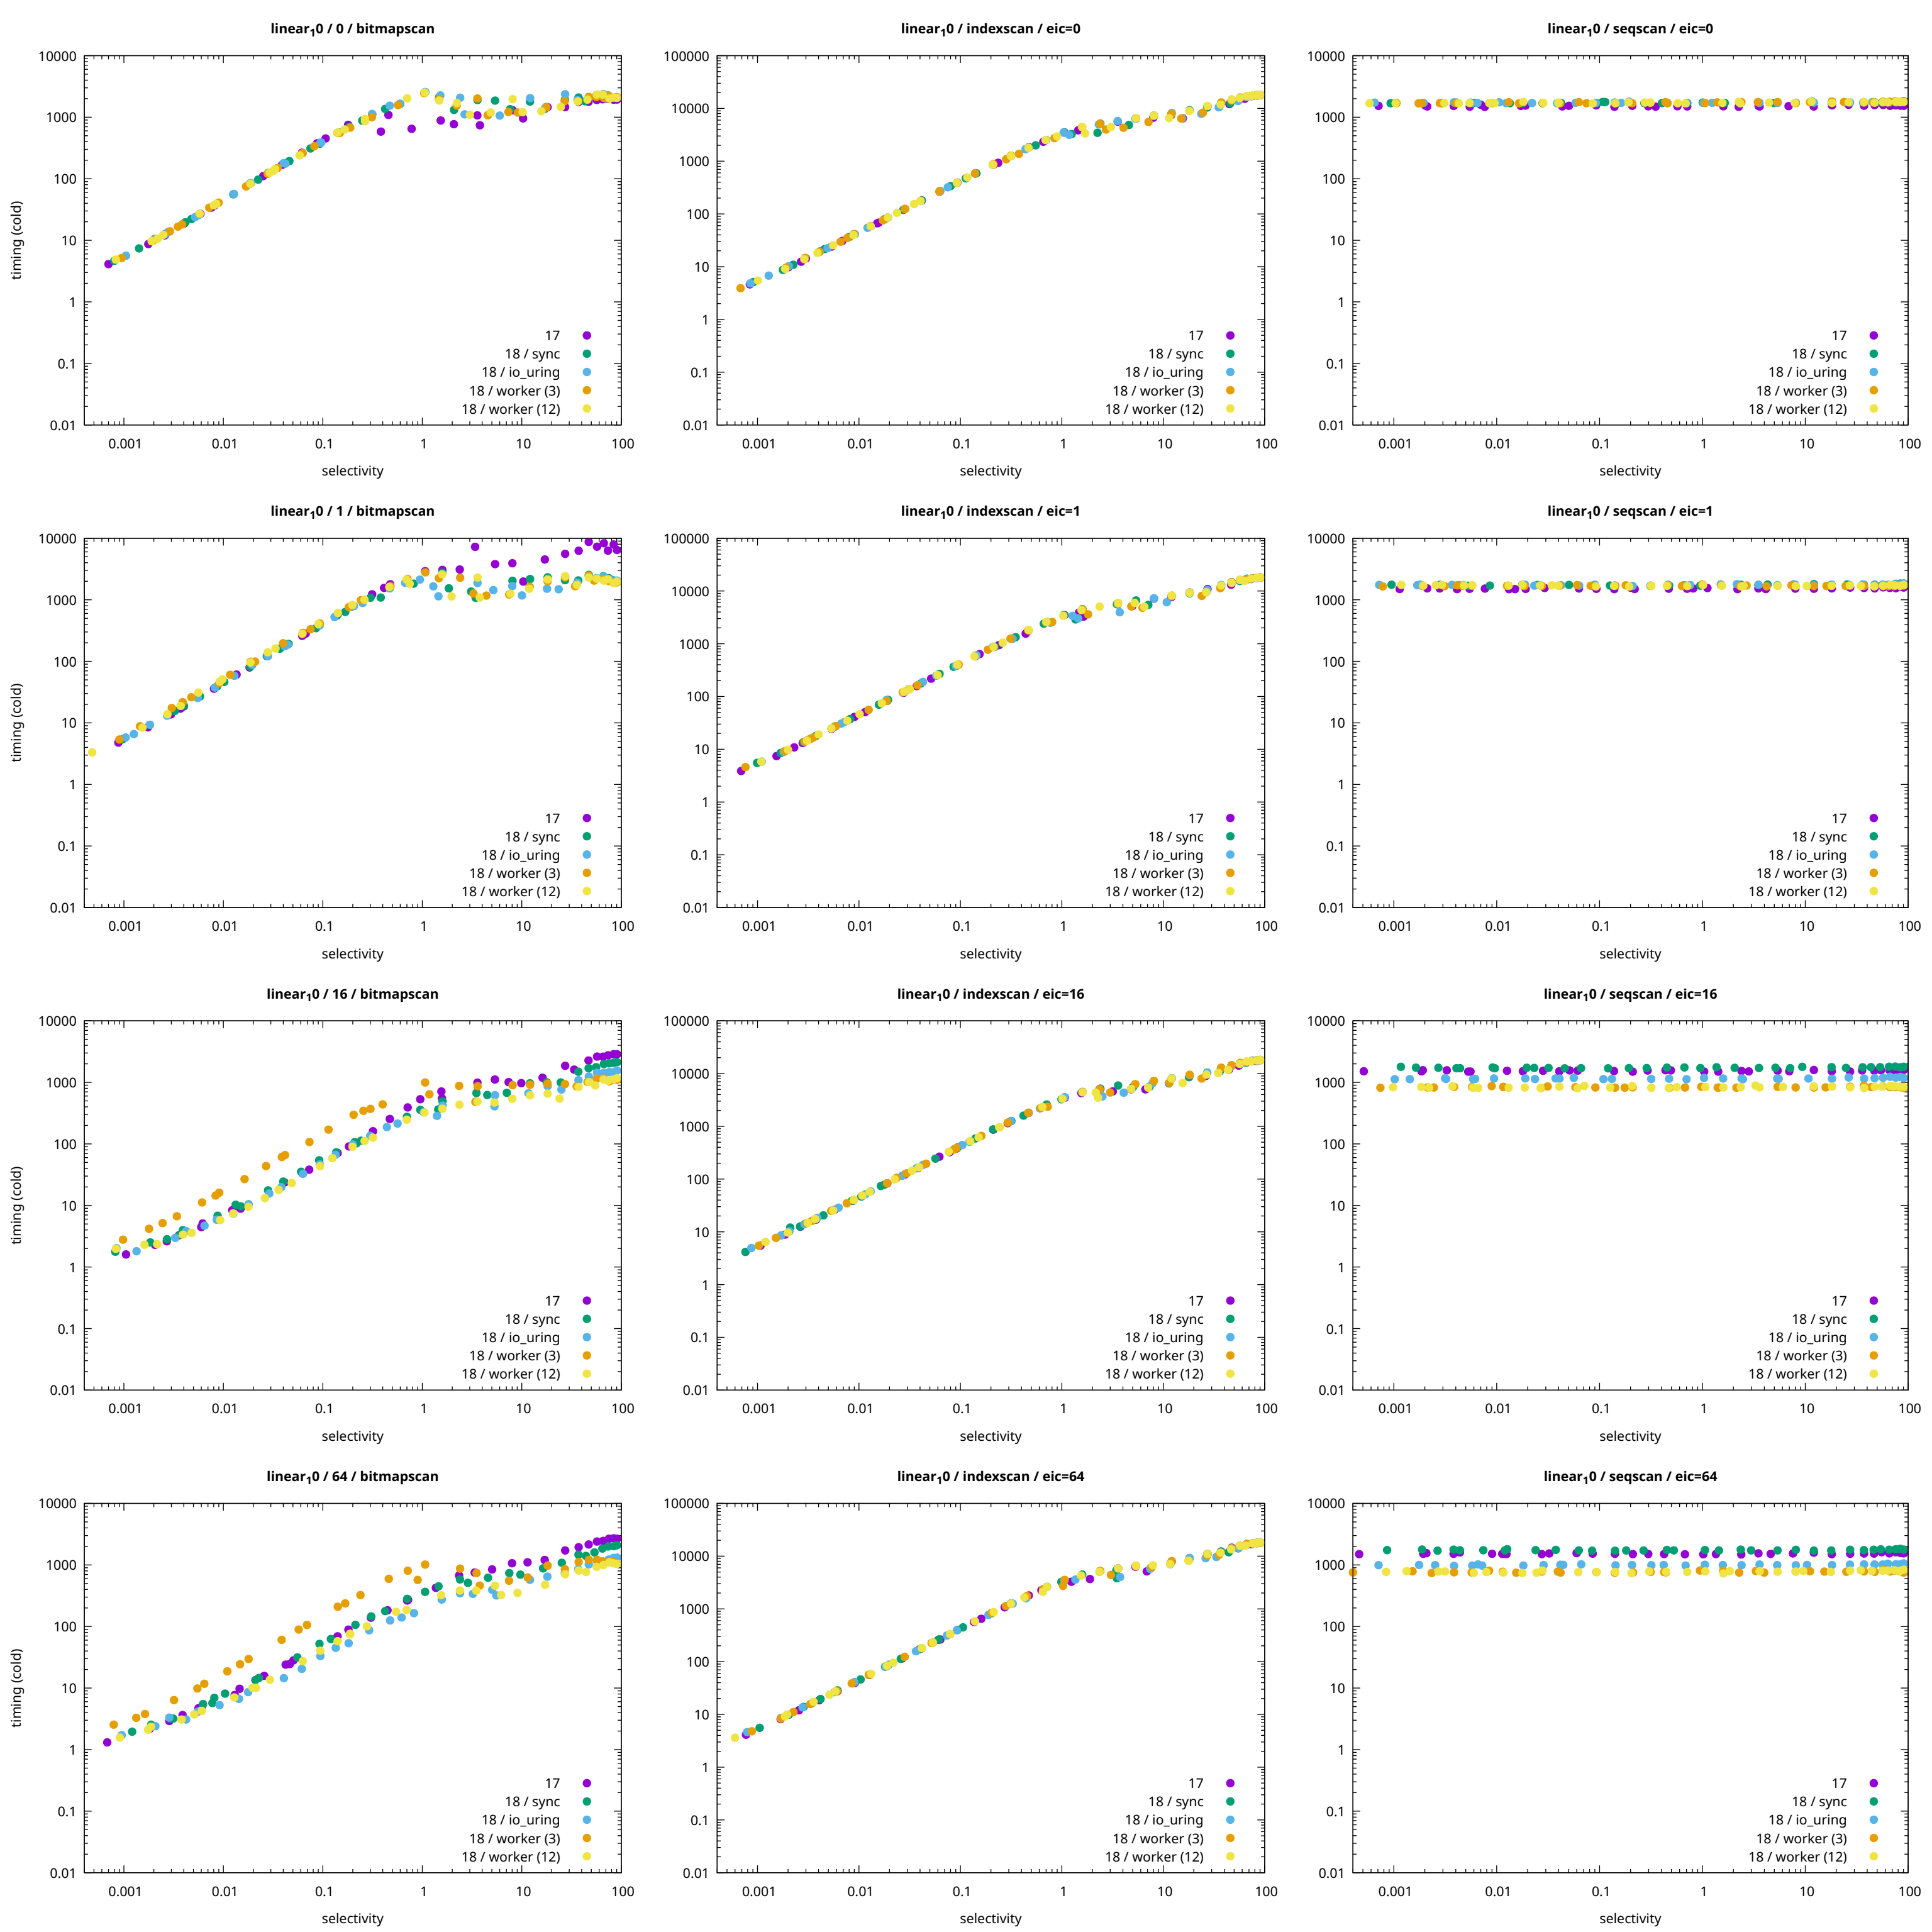 linear10 / 0 / bitmapscan
10000
1000
100
10
1
0.1
0.01
timing (cold)
0.001 0.01 0.1 1 10 100
selectivity
17
18 / sync
18 / io_uring
18 / worker (3)
18 / worker (12)
linear10 / indexscan / eic=0
100000
10000
1000
100
10
1
0.1
0.01
0.001 0.01 0.1 1 10 100
selectivity
17
18 / sync
18 / io_uring
18 / worker (3)
18 / worker (12)
linear10 / seqscan / eic=0
10000
1000
100
10
1
0.1
0.01
0.001 0.01 0.1 1 10 100
selectivity
17
18 / sync
18 / io_uring
18 / worker (3)
18 / worker (12)
linear10 / 1 / bitmapscan
10000
1000
100
10
1
0.1
0.01
timing (cold)
0.001 0.01 0.1 1 10 100
selectivity
17
18 / sync
18 / io_uring
18 / worker (3)
18 / worker (12)
linear10 / indexscan / eic=1
100000
10000
1000
100
10
1
0.1
0.01
0.001 0.01 0.1 1 10 100
selectivity
17
18 / sync
18 / io_uring
18 / worker (3)
18 / worker (12)
linear10 / seqscan / eic=1
10000
1000
100
10
1
0.1
0.01
0.001 0.01 0.1 1 10 100
selectivity
17
18 / sync
18 / io_uring
18 / worker (3)
18 / worker (12)
linear10 / 16 / bitmapscan
10000
1000
100
10
1
0.1
0.01
timing (cold)
0.001 0.01 0.1 1 10 100
selectivity
17
18 / sync
18 / io_uring
18 / worker (3)
18 / worker (12)
linear10 / indexscan / eic=16
100000
10000
1000
100
10
1
0.1
0.01
0.001 0.01 0.1 1 10 100
selectivity
17
18 / sync
18 / io_uring
18 / worker (3)
18 / worker (12)
linear10 / seqscan / eic=16
10000
1000
100
10
1
0.1
0.01
0.001 0.01 0.1 1 10 100
selectivity
17
18 / sync
18 / io_uring
18 / worker (3)
18 / worker (12)
linear10 / 64 / bitmapscan
10000
1000
100
10
1
0.1
0.01
timing (cold)
0.001 0.01 0.1 1 10 100
selectivity
17
18 / sync
18 / io_uring
18 / worker (3)
18 / worker (12)
linear10 / indexscan / eic=64
100000
10000
1000
100
10
1
0.1
0.01
0.001 0.01 0.1 1 10 100
selectivity
17
18 / sync
18 / io_uring
18 / worker (3)
18 / worker (12)
linear10 / seqscan / eic=64
10000
1000
100
10
1
0.1
0.01
0.001 0.01 0.1 1 10 100
selectivity
17
18 / sync
18 / io_uring
18 / worker (3)
18 / worker (12)